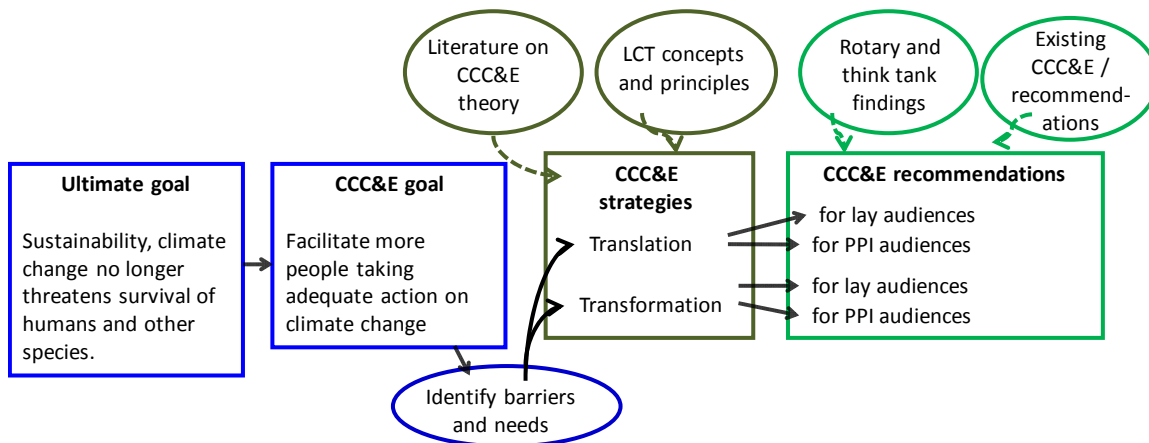 Literature on
CCC&E
theory
LCT concepts
and principles
Rotary and
think tank
findings
Existing
CCC&E /
recommend-
ations
Ultimate goal
Sustainability, climate
change no longer
threatens survival of
humans and other
species.
CCC&E goal
Facilitate more
people taking
adequate action on
climate change
Identify barriers
and needs
CCC&E
strategies
Translation
Transformation
CCC&E recommendations
for lay audiences
for PPI audiences
for lay audiences
for PPI audiences